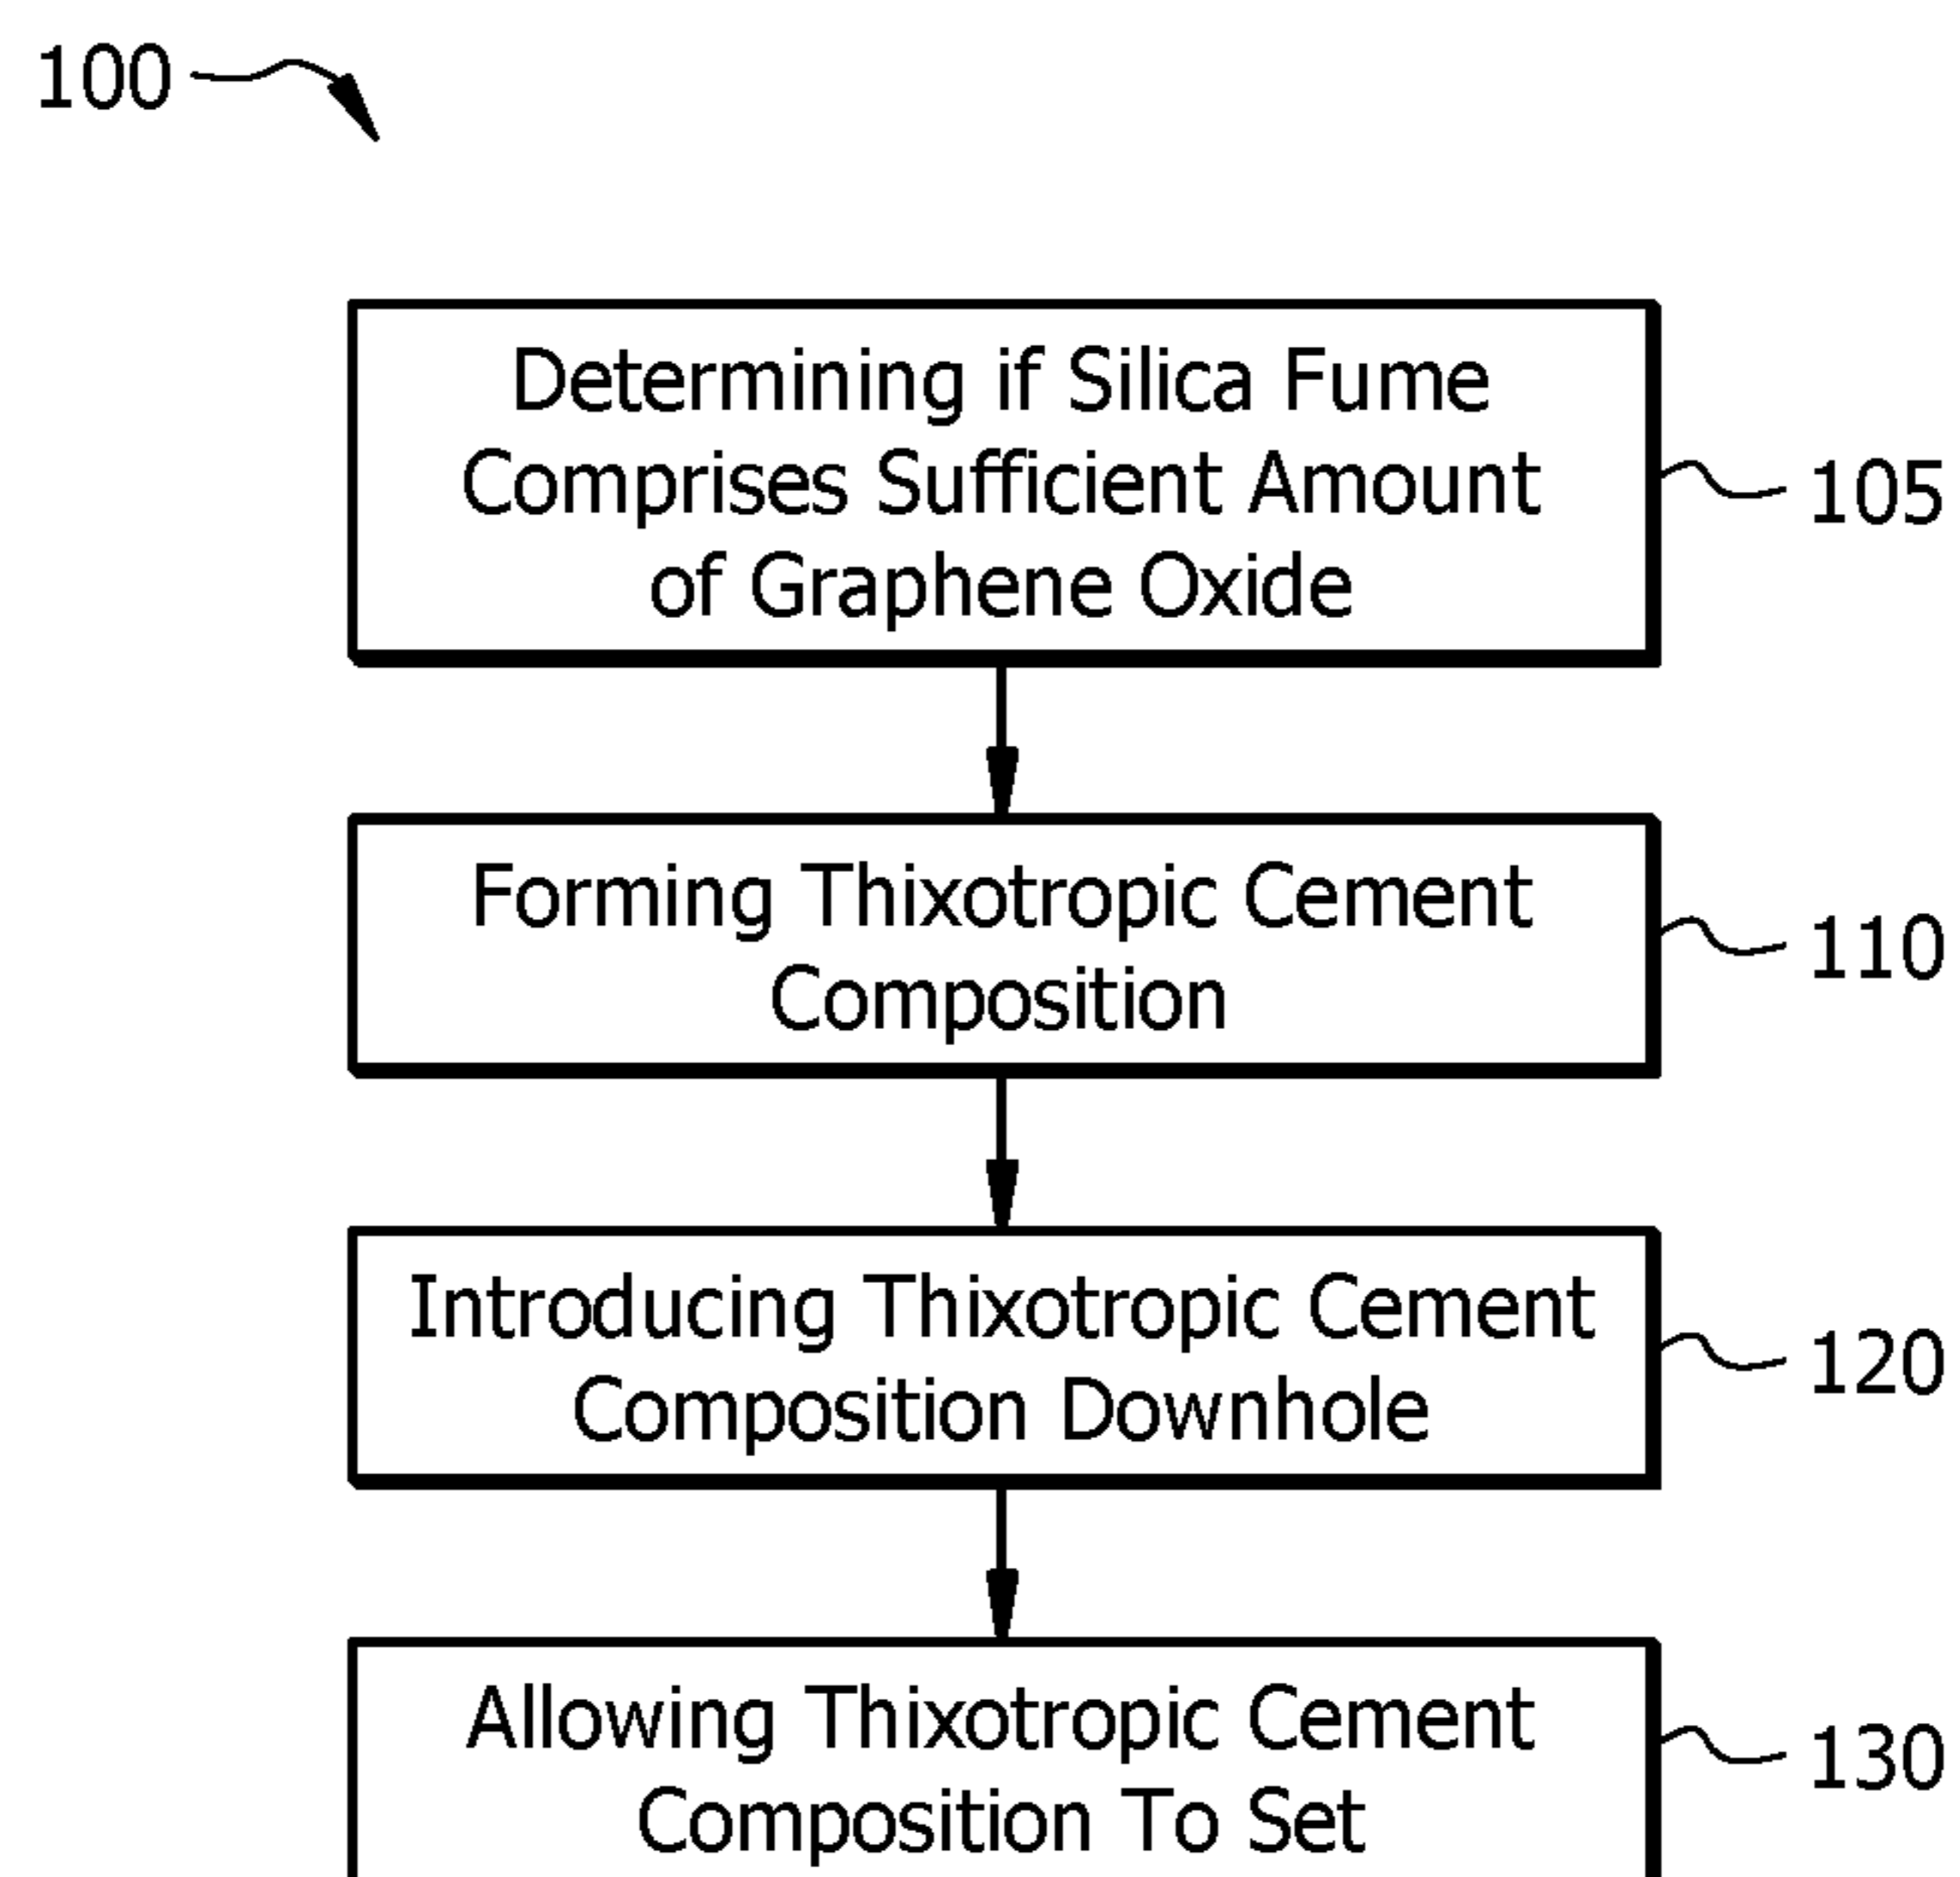 100
Determining if Silica Fume
Comprises Sufficient Amount
of Graphene Oxide
105
Forming Thixotropic Cement
Composition
110
Introducing Thixotropic Cement
Composition Downhole
120
Allowing Thixotropic Cement
Composition To Set
130